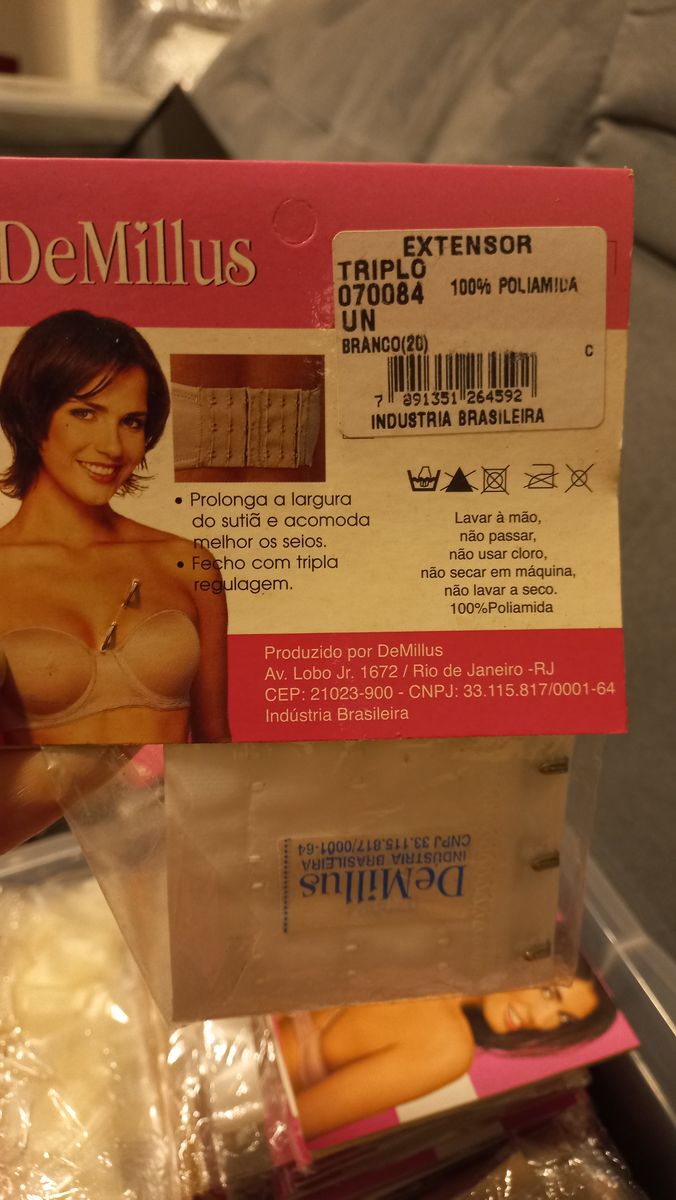 DeMillus
EXTENSOR
TRIPLO
070084 100% POLIAMIDA
UN
BRANCO(20)
C
7 891351 264592
INDUSTRIA BRASILEIRA
• Prolonga a largura
do sutiã e acomoda
melhor os seios.
• Fecho com tripla
regulagem.
Lavar à mão,
não passar,
não usar cloro,
não secar em máquina,
não lavar a seco.
100%Poliamida
Produzido por DeMillus
Av. Lobo Jr. 1672 / Rio de Janeiro -RJ
CEP: 21023-900 - CNPJ: 33.115.817/0001-64
Indústria Brasileira
DeMillus
INDÚSTRIA BRASILEIRA
CNPJ 33.115.817/0001-64